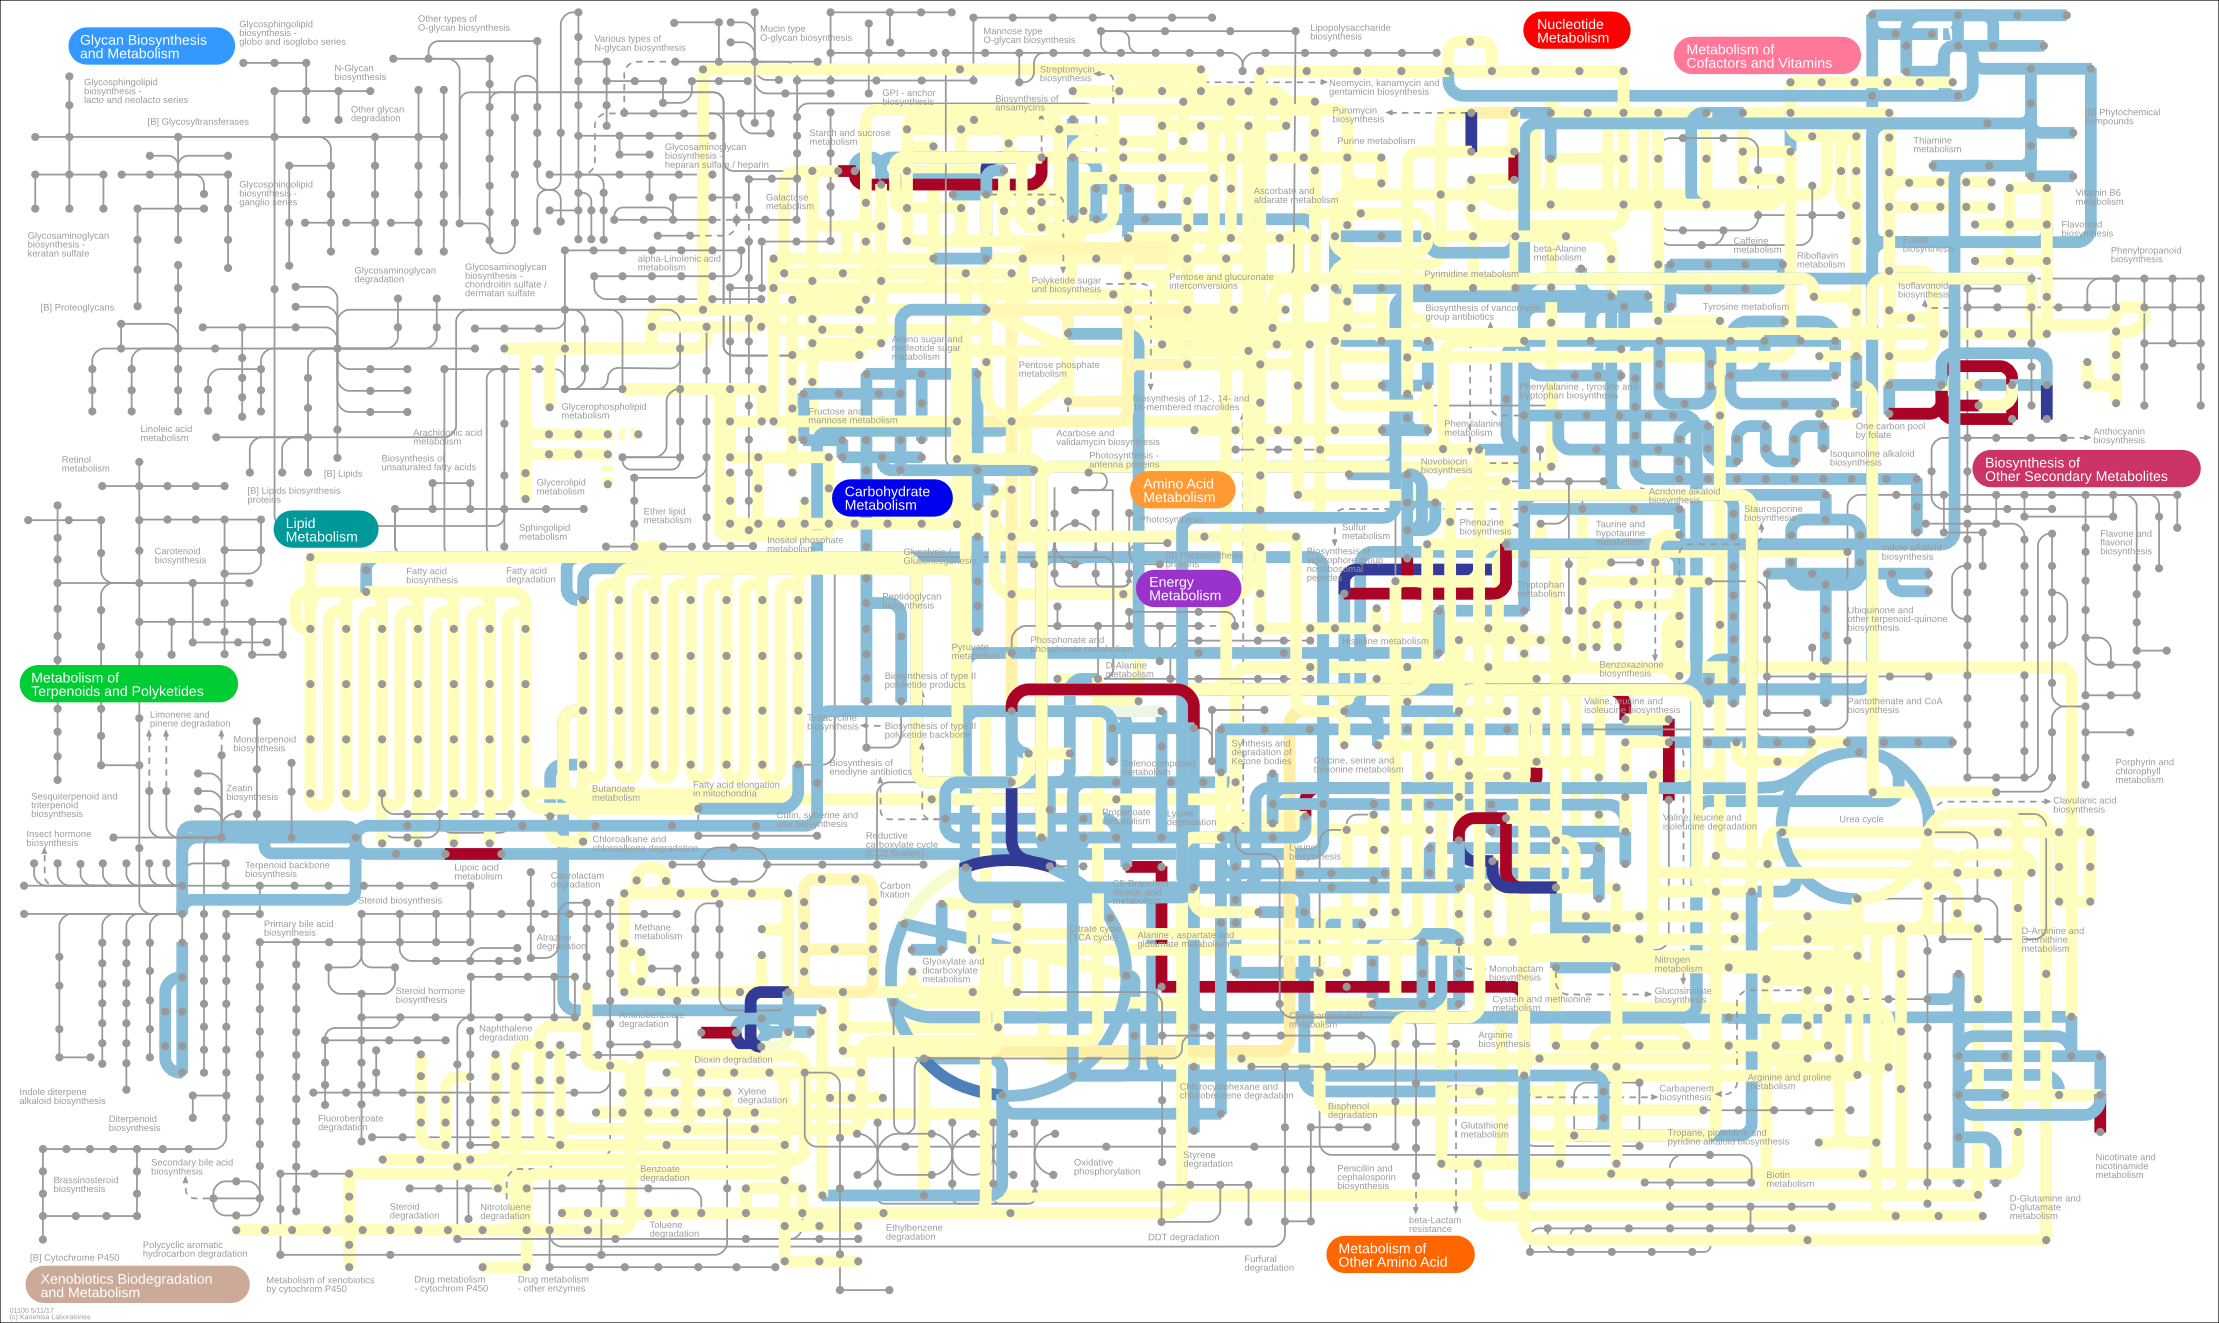 Glycan Biosynthesis
and Metabolism
Glycosphingolipid
biosynthesis -
globo and isoglobo series
Other types of
O-glycan biosynthesis
Various types of
N-glycan biosynthesis
Mucin type
O-glycan biosynthesis
Mannose type
O-glycan biosynthesis
Lipopolysaccharide
biosynthesis
Nucleotide
Metabolism
Metabolism of
Cofactors and Vitamins
N-Glycan
biosynthesis
Glycosphingolipid
biosynthesis -
lacto and neolacto series
Other glycan
degradation
[B] Glycosyltransferases
GPI - anchor
biosynthesis
Streptomycin
biosynthesis
Biosynthesis of
ansamycins
Neomycin, kanamycin and
gentamicin biosynthesis
Puromycin
biosynthesis
Purine metabolism
[B] Phytochemical
compounds
Thiamine
metabolism
Starch and sucrose
metabolism
Glycosaminoglycan
biosynthesis -
heparan sulfate / heparin
Glycosphingolipid
biosynthesis -
ganglio series
Galactose
metabolism
Ascorbate and
aldarate metabolism
Vitamin B6
metabolism
Flavonoid
biosynthesis
Phenylpropanoid
biosynthesis
Glycosaminoglycan
biosynthesis -
keratan sulfate
Glycosaminoglycan
degradation
Glycosaminoglycan
biosynthesis -
chondroitin sulfate /
dermatan sulfate
alpha-Linolenic acid
metabolism
Polyketide sugar
unit biosynthesis
Pentose and glucuronate
interconversions
Pyrimidine metabolism
beta-Alanine
metabolism
Caffeine
metabolism
Riboflavin
metabolism
Folate
biosynthesis
Isoflavonoid
biosynthesis
[B] Proteoglycans
Biosynthesis of vancomycin
group antibiotics
Tyrosine metabolism
Amino sugar and
nucleotide sugar
metabolism
Pentose phosphate
metabolism
Biosynthesis of 12-, 14- and
16-membered macrolides
Phenylalanine , tyrosine and
tryptophan biosynthesis
Glycerophospholipid
metabolism
Fructose and
mannose metabolism
Linoleic acid
metabolism
Arachidonic acid
metabolism
Acarbose and
validamycin biosynthesis
Phenylalanine
metabolism
One carbon pool
by folate
Anthocyanin
biosynthesis
Retinol
metabolism
Biosynthesis of
unsaturated fatty acids
[B] Lipids
[B] Lipids biosynthesis
proteins
Glycerolipid
metabolism
Photosynthesis -
antenna proteins
Novobiocin
biosynthesis
Isoquinoline alkaloid
biosynthesis
Biosynthesis of
Other Secondary Metabolites
Carbohydrate
Metabolism
Amino Acid
Metabolism
Acridone alkaloid
biosynthesis
Staurosporine
biosynthesis
Lipid
Metabolism
Sphingolipid
metabolism
Ether lipid
metabolism
Inositol phosphate
metabolism
Photosynthesis
Sulfur
metabolism
Phenazine
biosynthesis
Taurine and
hypotaurine
metabolism
Flavone and
flavonol
biosynthesis
Carotenoid
biosynthesis
Glycolysis /
Gluconeogenesis
[B] Photosynthesis
proteins
Biosynthesis of
siderophore group
nonribosomal
peptides
Indole alkaloid
biosynthesis
Fatty acid
biosynthesis
Fatty acid
degradation
Energy
Metabolism
Tryptophan
metabolism
Peptidoglycan
biosynthesis
Ubiquinone and
other terpenoid-quinone
biosynthesis
Pyruvate
metabolism
Phosphonate and
phosphinate metabolism
Histidine metabolism
Metabolism of
Terpenoids and Polyketides
Biosynthesis of type II
polyketide products
D-Alanine
metabolism
Benzoxazinone
biosynthesis
Valine, leucine and
isoleucine biosynthesis
Pantothenate and CoA
biosynthesis
Limonene and
pinene degradation
Tetracycline
biosynthesis
Biosynthesis of type II
polyketide backbone
Monoterpenoid
biosynthesis
Synthesis and
degradation of
Ketone bodies
Glycine, serine and
threonine metabolism
Biosynthesis of
enediyne antibiotics
Selenocompound
metabolism
Porphyrin and
chlorophyll
metabolism
Sesquiterpenoid and
triterpenoid
biosynthesis
Zeatin
biosynthesis
Butanoate
metabolism
Fatty acid elongation
in mitochondria
Cutin, suberine and
wax biosynthesis
Propanoate
metabolism
Lysine
degradation
Valine, leucine and
isoleucine degradation
Urea cycle
Clavulanic acid
biosynthesis
Insect hormone
biosynthesis
Terpenoid backbone
biosynthesis
Lipoic acid
metabolism
Chloroalkane and
chloroalkene degradation
Reductive
carboxylate cycle
(CO2 fixation)
Lysine
biosynthesis
Caprolactam
degradation
Carbon
fixation
C5-Branched
dibasic acid
metabolism
Steroid biosynthesis
Primary bile acid
biosynthesis
Atrazine
degradation
Methane
metabolism
Citrate cycle
(TCA cycle)
Alanine , aspartate and
glutamate metabolism
D-Arginine and
D-ornithine
metabolism
Glyoxylate and
dicarboxylate
metabolism
Monobactam
biosynthesis
Nitrogen
metabolism
Glucosinolate
biosynthesis
Steroid hormone
biosynthesis
Cystein and methionine
metabolism
Naphthalene
degradation
Aminobenzoate
degradation
Cyanoamino acid
metabolism
Arginine
biosynthesis
Dioxin degradation
Indole diterpene
alkaloid biosynthesis
Diterpenoid
biosynthesis
Fluorobenzoate
degradation
Xylene
degradation
Chlorocyclohexane and
chlorobenzene degradation
Bisphenol
degradation
Carbapenem
biosynthesis
Arginine and proline
metabolism
Glutathione
metabolism
Tropane, piperidine and
pyridine alkaloid biosynthesis
Secondary bile acid
biosynthesis
Brassinosteroid
biosynthesis
Benzoate
degradation
Oxidative
phosphorylation
Styrene
degradation
Penicillin and
cephalosporin
biosynthesis
Biotin
metabolism
Nicotinate and
nicotinamide
metabolism
Steroid
degradation
Nitrotoluene
degradation
Toluene
degradation
Ethylbenzene
degradation
DDT degradation
beta-Lactam
resistance
D-Glutamine and
D-glutamate
metabolism
Polycyclic aromatic
hydrocarbon degradation
[B] Cytochrome P450
Furfural
degradation
Metabolism of
Other Amino Acid
Xenobiotics Biodegradation
and Metabolism
Metabolism of xenobiotics
by cytochrom P450
Drug metabolism
- cytochrom P450
Drug metabolism
- other enzymes
01100 5/11/17
(c) Kanehisa Laboratories